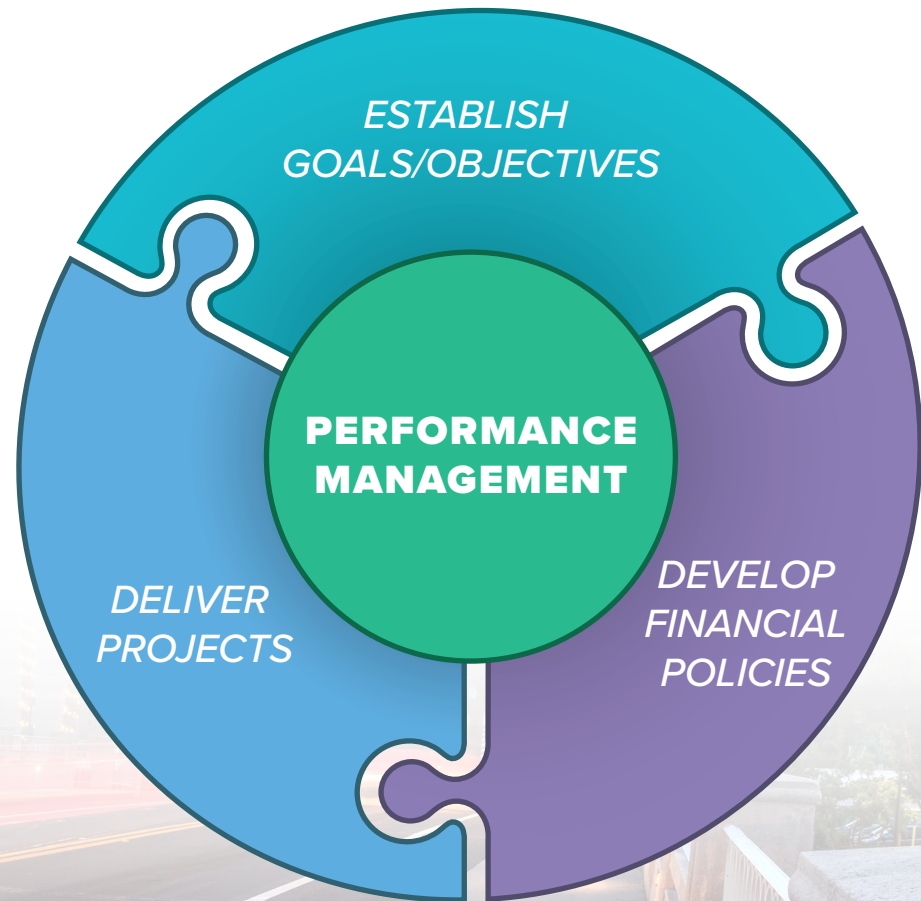 ESTABLISH
GOALS/OBJECTIVES
PERFORMANCE
MANAGEMENT
DEVELOP
FINANCIAL
POLICIES
DELIVER
PROJECTS